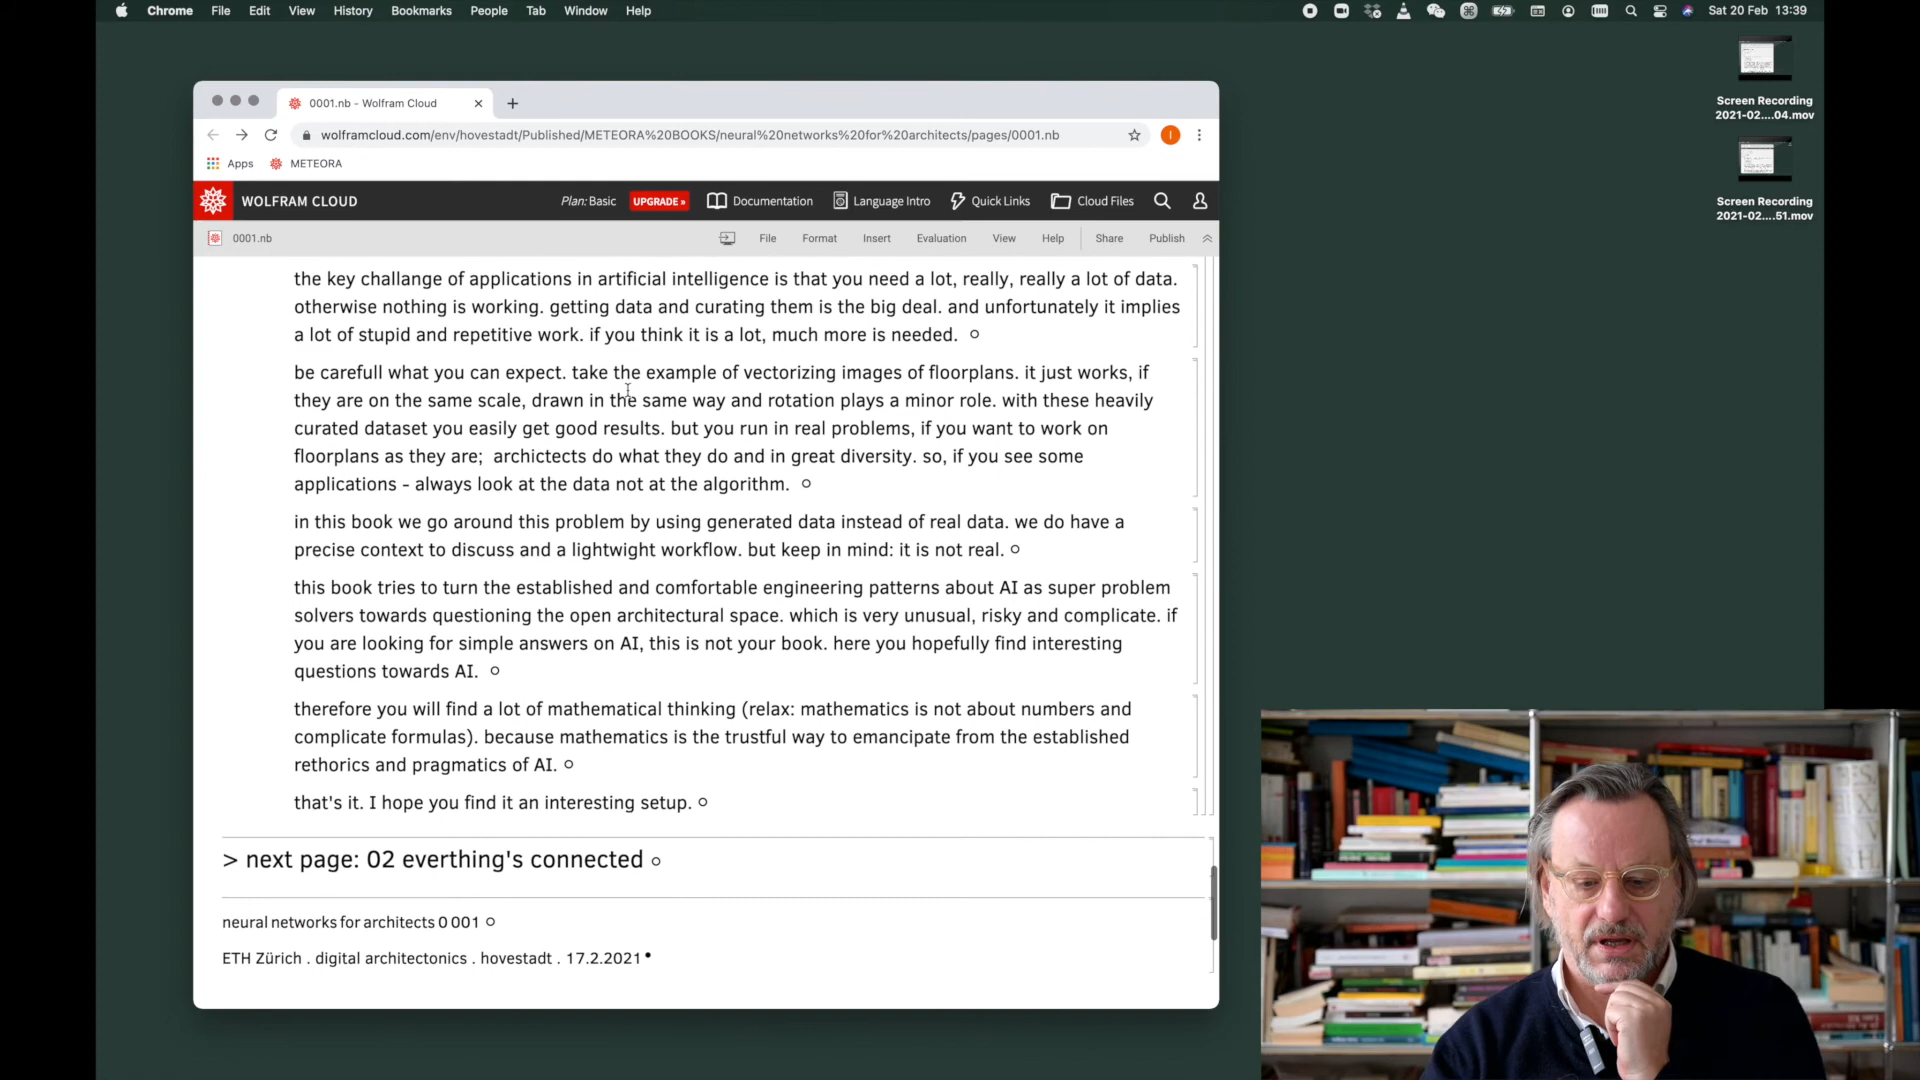 Chrome File Edit View History Bookmarks People Tab Window Help
Sat 20 Feb 13:39
Screen Recording
2021-02....04.mov
Screen Recording
2021-02....51.mov
0001.nb - Wolfram Cloud
wolframcloud.com/env/hovestadt/Published/METEORA%20BOOKS/neural%20networks%20for%20architects/pages/0001.nb
I
Apps METEORA
WOLFRAM CLOUD Plan: Basic UPGRADE » Documentation Language Intro Quick Links Cloud Files
0001.nb File Format Insert Evaluation View Help Share Publish
the key challange of applications in artificial intelligence is that you need a lot, really, really a lot of data.
otherwise nothing is working. getting data and curating them is the big deal. and unfortunately it implies
a lot of stupid and repetitive work. if you think it is a lot, much more is needed.
be carefull what you can expect. take the example of vectorizing images of floorplans. it just works, if
they are on the same scale, drawn in the same way and rotation plays a minor role. with these heavily
curated dataset you easily get good results. but you run in real problems, if you want to work on
floorplans as they are; archictects do what they do and in great diversity. so, if you see some
applications - always look at the data not at the algorithm.
in this book we go around this problem by using generated data instead of real data. we do have a
precise context to discuss and a lightwight workflow. but keep in mind: it is not real.
this book tries to turn the established and comfortable engineering patterns about AI as super problem
solvers towards questioning the open architectural space. which is very unusual, risky and complicate. if
you are looking for simple answers on AI, this is not your book. here you hopefully find interesting
questions towards AI.
therefore you will find a lot of mathematical thinking (relax: mathematics is not about numbers and
complicate formulas). because mathematics is the trustful way to emancipate from the established
rethorics and pragmatics of AI.
that's it. I hope you find it an interesting setup.
> next page: 02 everthing's connected
neural networks for architects 0 001
ETH Zürich . digital architectonics . hovestadt . 17.2.2021